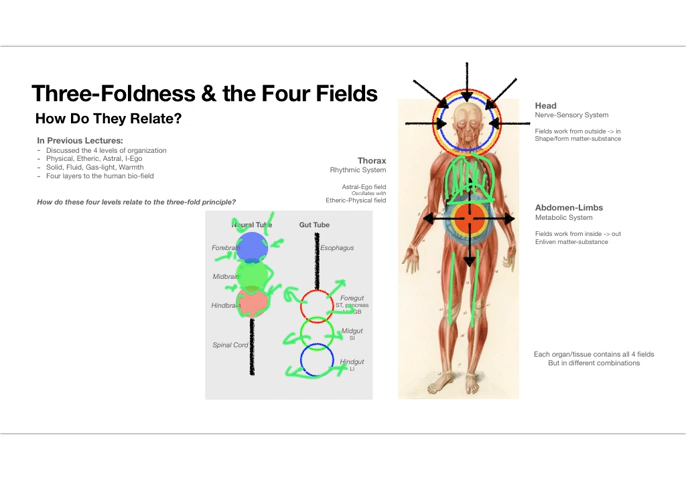 Three-Foldness & the Four Fields
How Do They Relate?
In Previous Lectures:
- Discussed the 4 levels of organization
- Physical, Etheric, Astral, I-Ego
- Solid, Fluid, Gas-light, Warmth
- Four layers to the human bio-field
How do these four levels relate to the three-fold principle?
Thorax
Rhythmic System
Astral-Ego field
Oscillates with
Etheric-Physical field
Head
Nerve-Sensory System
Fields work from outside -> in
Form/shape matter-substance
Abdomen-Limbs
Metabolic System
Fields work from inside -> out
Enliven matter-substance
Neural Tube
Forebrain
Midbrain
Hindbrain
Spinal Cord
Gut Tube
Esophagus
Foregut
ST, pancreas
GB
Midgut
SI
Hindgut
LI
Each organ/tissue contains all 4 fields
But in different combinations